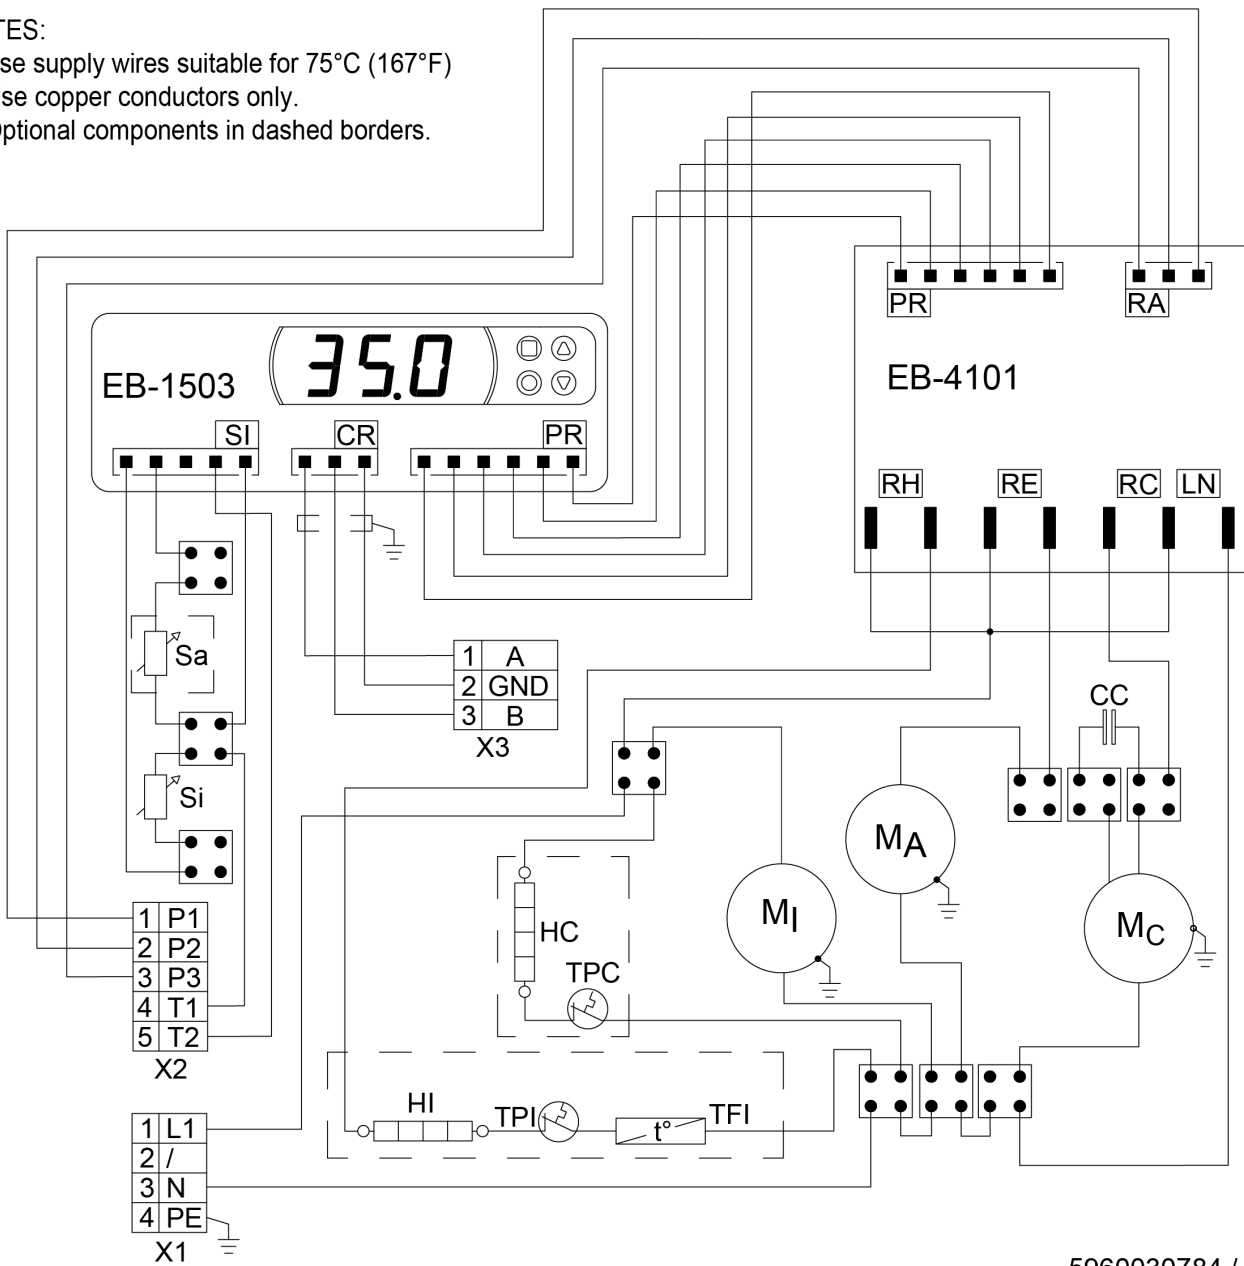 TES:
se supply wires suitable for 75°C (167°F)
se copper conductors only.
ptional components in dashed borders.
PR
RA
EB-4101
EB-1503
35.0
SI
CR
PR
RH
RE
RC
LN
Sa
1 A
2 GND
3 B
X3
CC
Si
MA
MI
MC
HC
TPC
1 P1
2 P2
3 P3
4 T1
5 T2
X2
HI
TPI
t°
TFI
1 L1
2 /
3 N
4 PE
X1